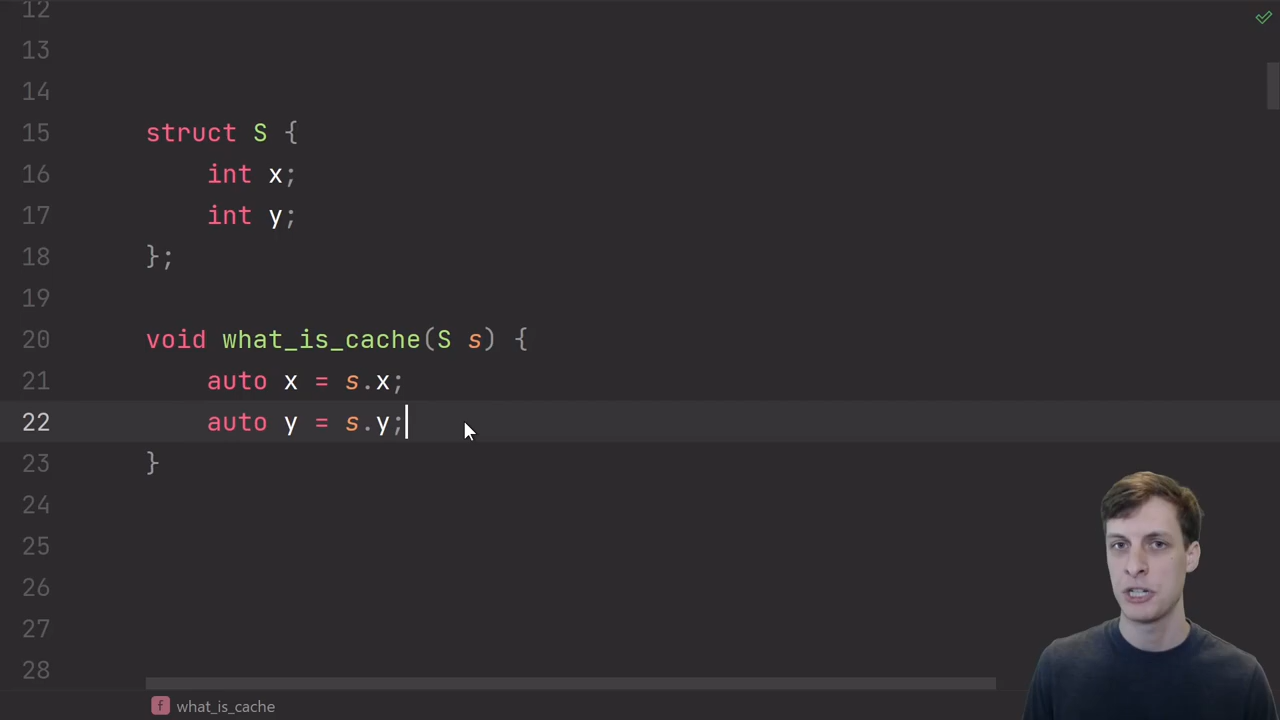 12
13
14
15 struct S {
16 int x;
17 int y;
18 };
19
20 void what_is_cache(S s) {
21 auto x = s.x;
22 auto y = s.y;
23 }
24
25
26
27
28
f what_is_cache